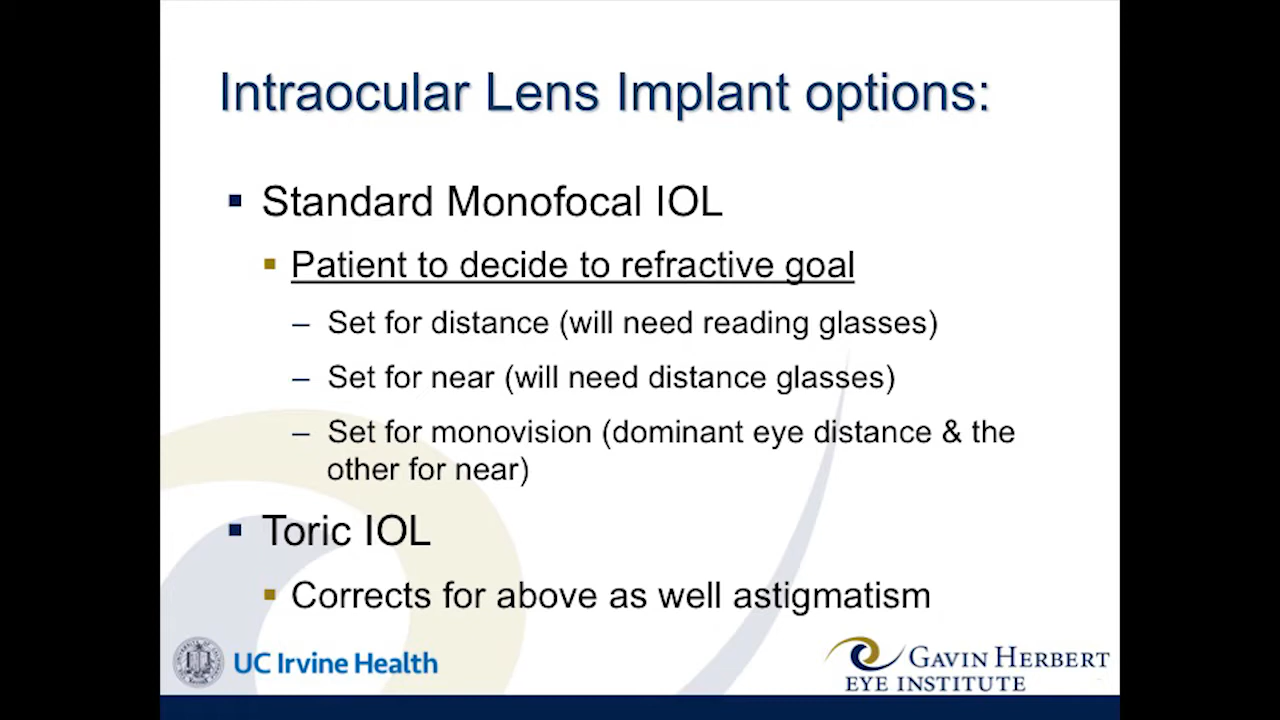 Intraocular Lens Implant options:
▪ Standard Monofocal IOL
▪ Patient to decide to refractive goal
– Set for distance (will need reading glasses)
– Set for near (will need distance glasses)
– Set for monovision (dominant eye distance & the
other for near)
▪ Toric IOL
▪ Corrects for above as well astigmatism
UC Irvine Health
GAVIN HERBERT
EYE INSTITUTE